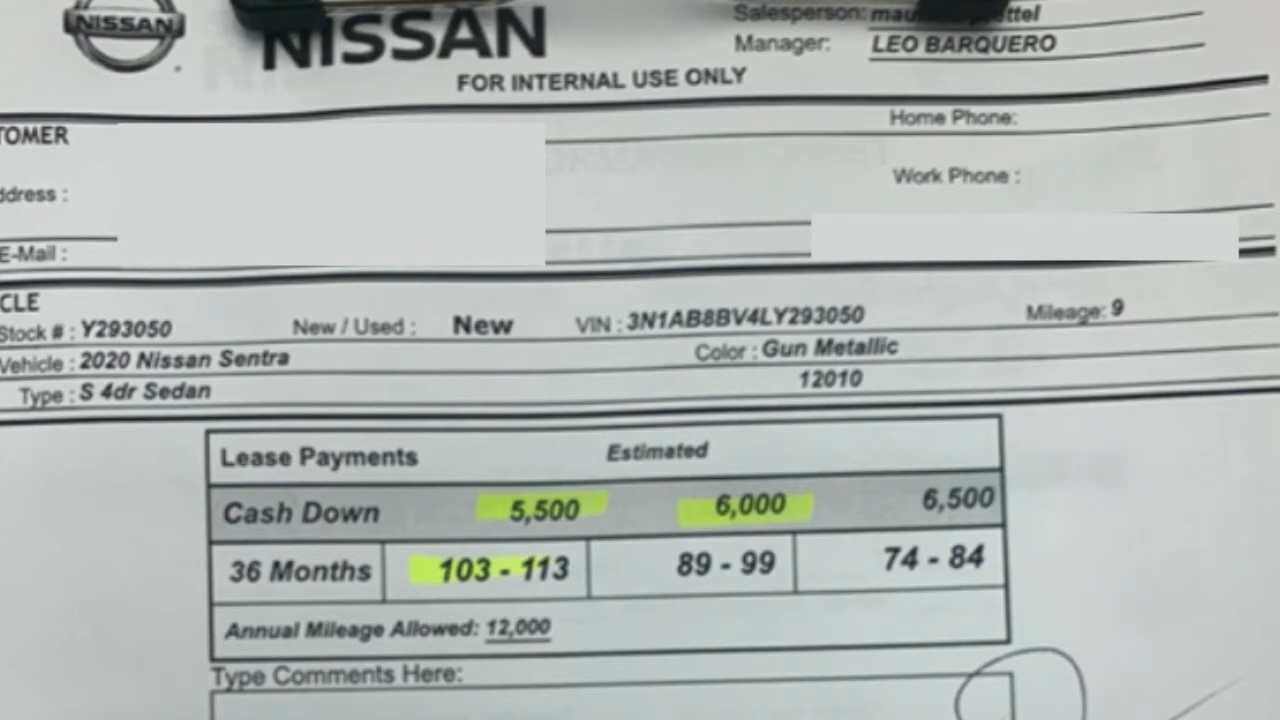 NISSAN NISSAN Salesperson:
Manager: LEO BARQUERO
FOR INTERNAL USE ONLY
TOMER Home Phone:
ddress : Work Phone :
E-Mail :
CLE
Stock # : Y293050 New / Used : New VIN : 3N1AB8BV4LY293050 Mileage: 9
Vehicle : 2020 Nissan Sentra Color : Gun Metallic
Type : S 4dr Sedan 12010
Lease Payments Estimated
Cash Down 5,500 6,000 6,500
36 Months 103 - 113 89 - 99 74 - 84
Annual Mileage Allowed: 12,000
Type Comments Here: